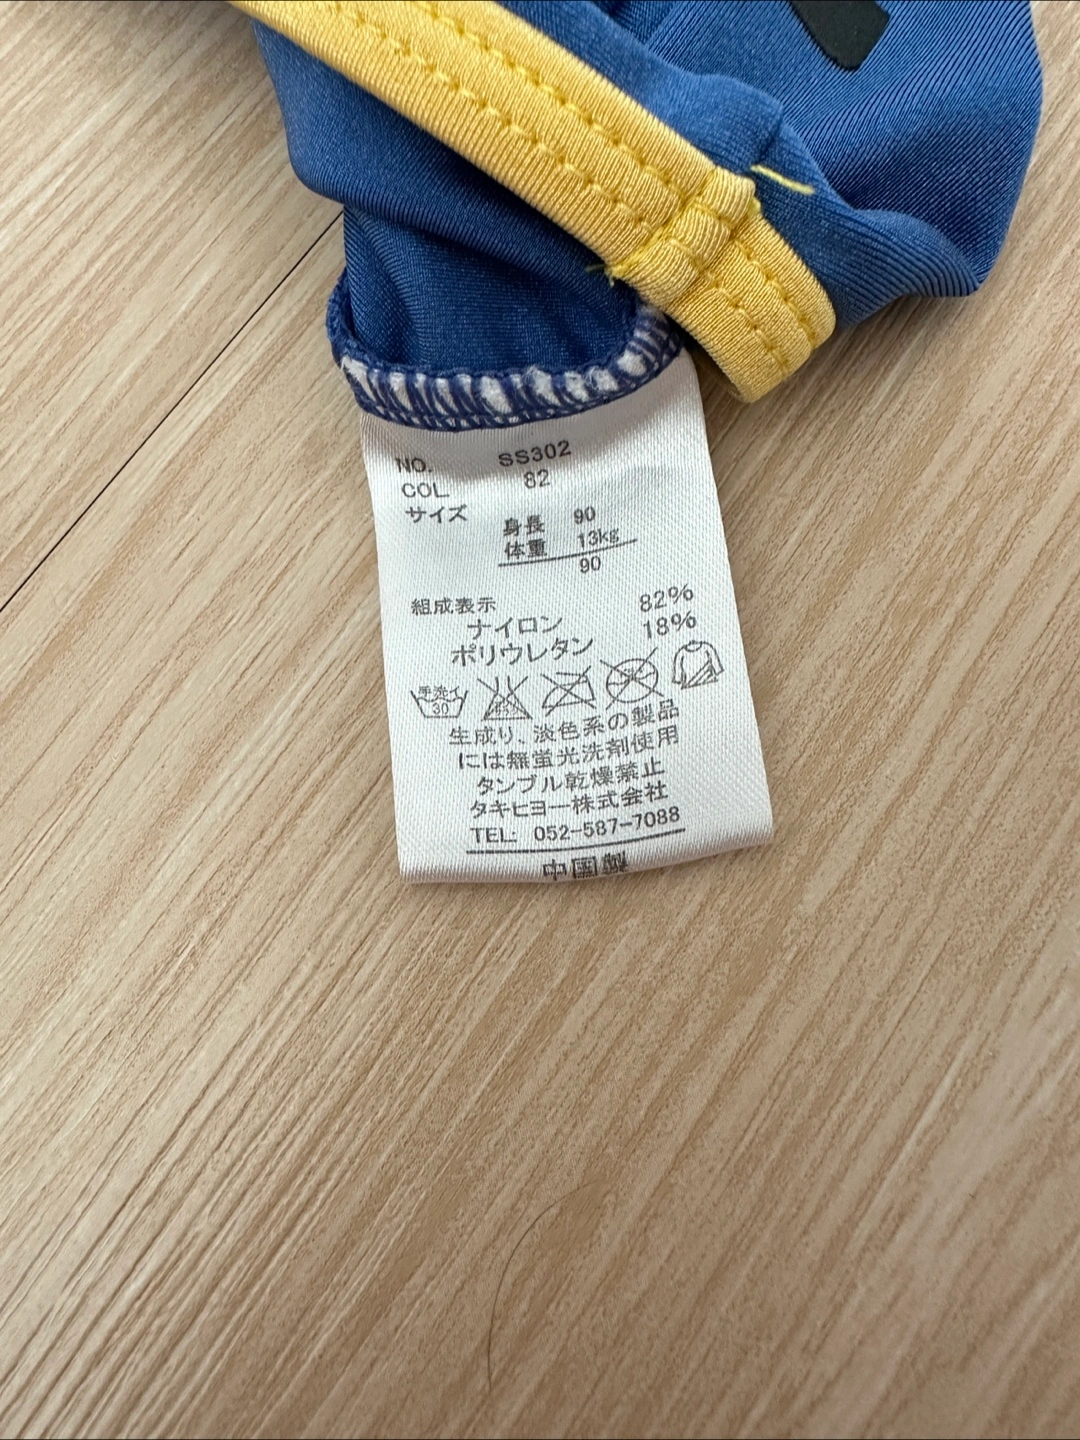 NO. SS302
COL. 82
サイズ
身長 90
体重 13kg
90
組成表示
ナイロン 82%
ポリウレタン 18%
手洗イ
30
生成り、淡色系の製品
には無蛍光洗剤使用
タンブル乾燥禁止
タキヒヨー株式会社
TEL: 052-587-7088
中国製